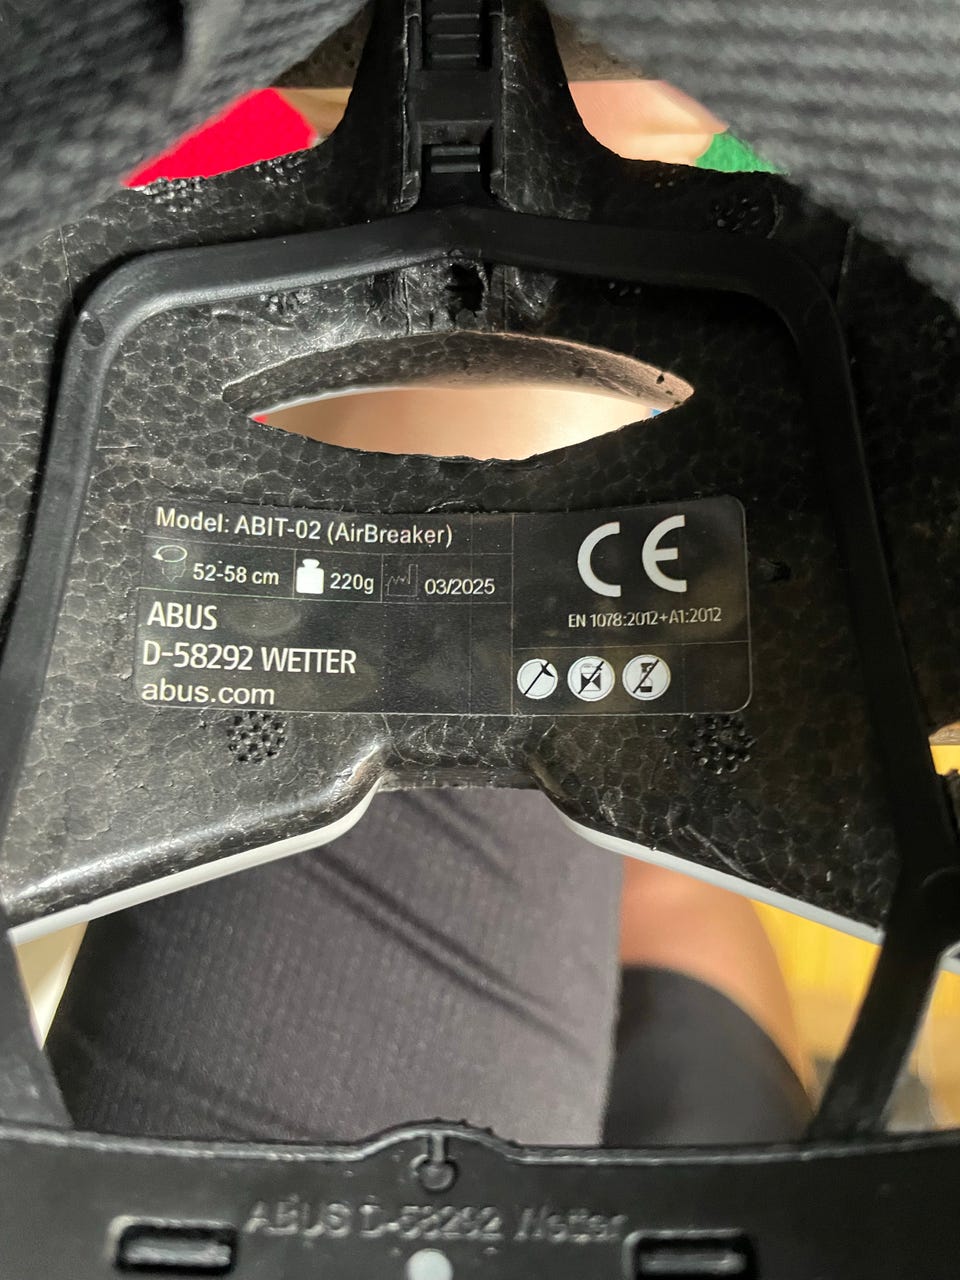 Model: ABIT-02 (AirBreaker)
52-58 cm 220g 03/2025
ABUS
D-58292 WETTER
abus.com
CE
EN 1078:2012+A1:2012
ABUS D-58292 Wetter